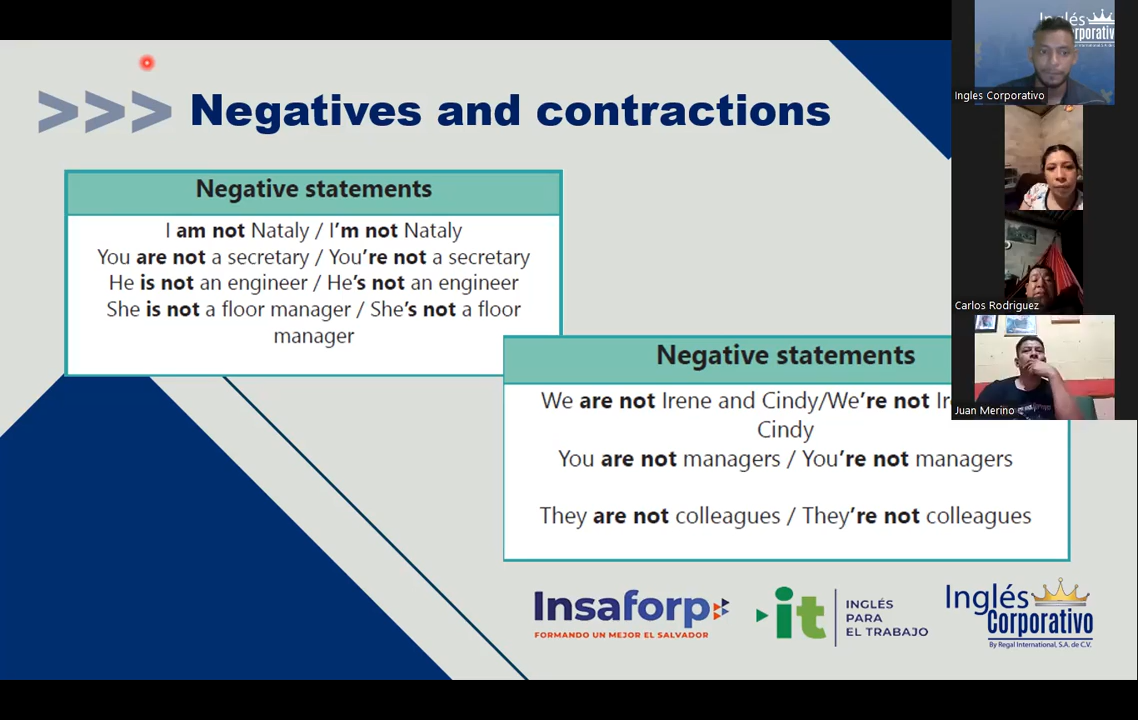 >>> Negatives and contractions
Negative statements
I am not Nataly / I'm not Nataly
You are not a secretary / You're not a secretary
He is not an engineer / He's not an engineer
She is not a floor manager / She's not a floor
manager
Negative statements
We are not Irene and Cindy/We're not
Cindy
You are not managers / You're not managers
They are not colleagues / They're not colleagues
Insaforp
FORMANDO UN MEJOR EL SALVADOR
it
INGLÉS
PARA
EL TRABAJO
Inglés
Corporativo
By Regal International, S.A. de C.V.
Inglés
Ingles Corporativo
Carlos Rodriguez
Juan Merino